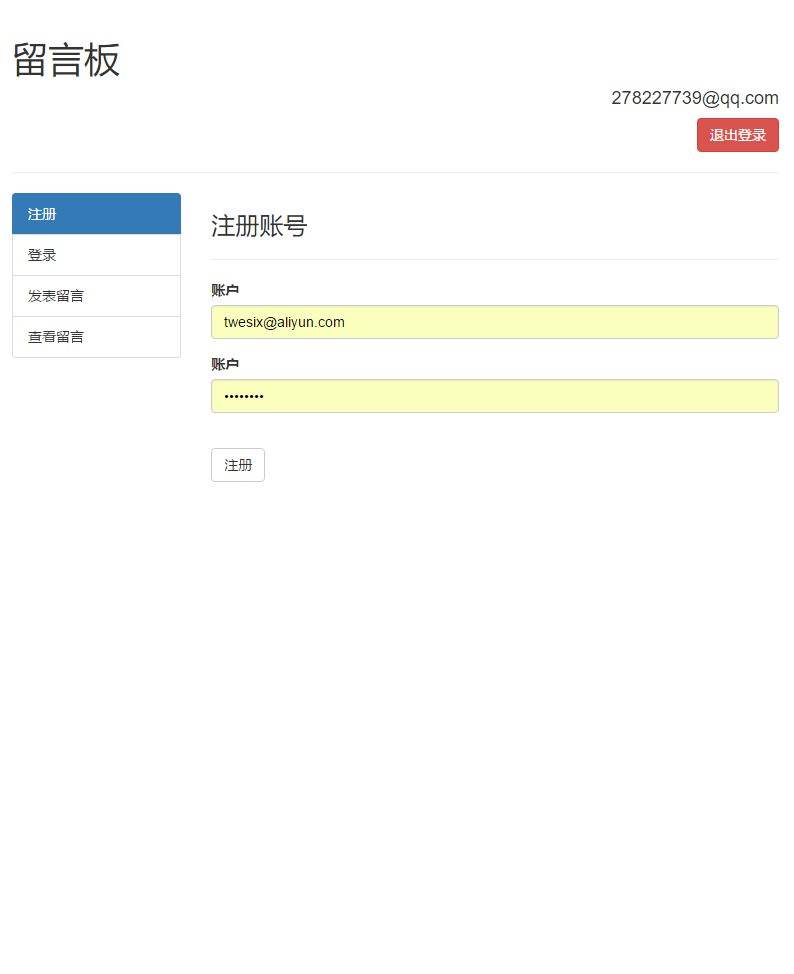 留言板
278227739@qq.com
退出登录
注册
登录
发表留言
查看留言
注册账号
账户
twesix@aliyun.com
账户
••••••••
注册